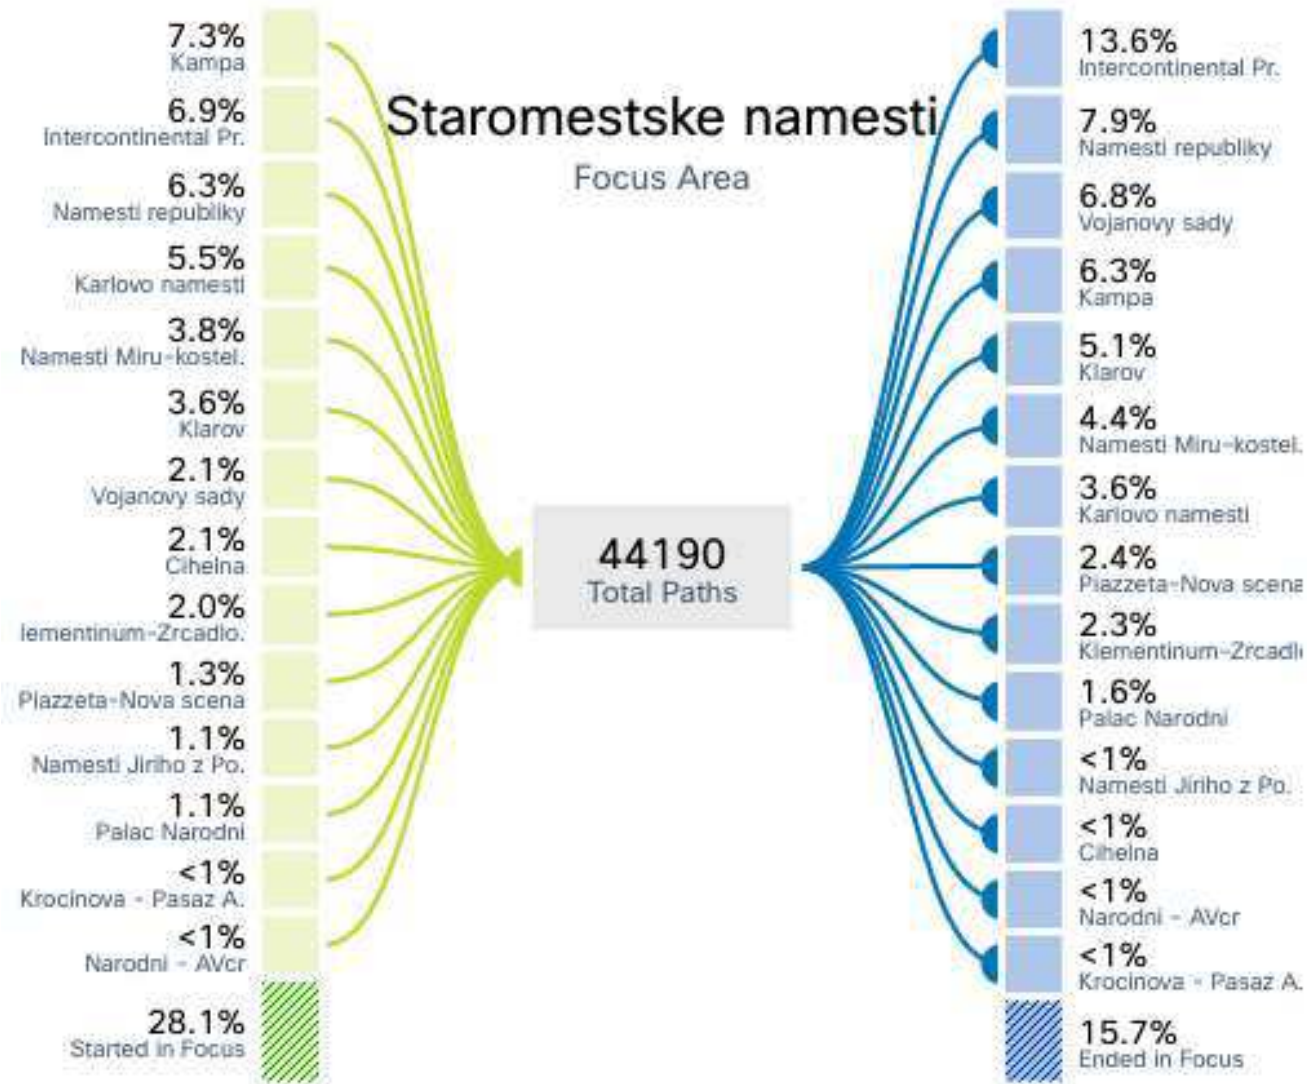 Staromestske namesti
Focus Area
7.3%
Kampa
6.9%
Intercontinental Pr.
6.3%
Namesti republiky
5.5%
Karlovo namesti
3.8%
Namesti Miru-kostel.
3.6%
Klarov
2.1%
Vojanovy sady
2.1%
Cihelna
2.0%
lementinum-Zrcadlo.
1.3%
Piazzeta-Nova scena
1.1%
Namesti Jiriho z Po.
1.1%
Palac Narodni
<1%
Krocinova - Pasaz A.
<1%
Narodni - AVcr
28.1%
Started in Focus
44190
Total Paths
13.6%
Intercontinental Pr.
7.9%
Namesti republiky
6.8%
Vojanovy sady
6.3%
Kampa
5.1%
Klarov
4.4%
Namesti Miru-kostel.
3.6%
Karlovo namesti
2.4%
Piazzeta-Nova scena
2.3%
Klementinum-Zrcadl
1.6%
Palac Narodni
<1%
Namesti Jiriho z Po.
<1%
Cihelna
<1%
Narodni - AVcr
<1%
Krocinova - Pasaz A.
15.7%
Ended in Focus